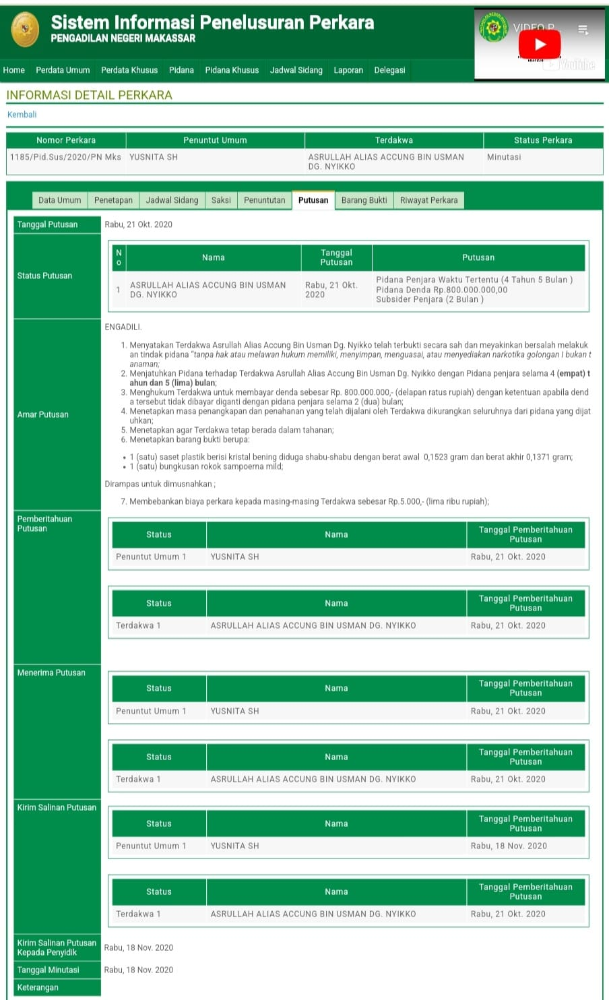 Sistem Informasi Penelusuran Perkara
PENGADILAN NEGERI MAKASSAR
VIDEO P...
YouTube
Home Perdata Umum Perdata Khusus Pidana Pidana Khusus Jadwal Sidang Laporan Delegasi
INFORMASI DETAIL PERKARA
Kembali
Nomor Perkara Penuntut Umum Terdakwa Status Perkara
1185/Pid.Sus/2020/PN Mks YUSNITA SH ASRULLAH ALIAS ACCUNG BIN USMAN Minutasi
DG. NYIKKO
Data Umum Penetapan Jadwal Sidang Saksi Penuntutan Putusan Barang Bukti Riwayat Perkara
Tanggal Putusan Rabu, 21 Okt. 2020
Status Putusan
N
o Nama Tanggal
Putusan Putusan
1 ASRULLAH ALIAS ACCUNG BIN USMAN
DG. NYIKKO Rabu, 21 Okt.
2020 Pidana Penjara Waktu Tertentu (4 Tahun 5 Bulan )
Pidana Denda Rp.800.000.000,00
Subsider Penjara (2 Bulan )
Amar Putusan
ENGADILI.
1. Menyatakan Terdakwa Asrullah Alias Accung Bin Usman Dg. Nyikko telah terbukti secara sah dan meyakinkan bersalah melakuk
an tindak pidana "tanpa hak atau melawan hukum memiliki, menyimpan, menguasai, atau menyediakan narkotika golongan I bukan t
anaman;
2. Menjatuhkan Pidana terhadap Terdakwa Asrullah Alias Accung Bin Usman Dg. Nyikko dengan Pidana penjara selama 4 (empat) t
ahun dan 5 (lima) bulan;
3. Menghukum Terdakwa untuk membayar denda sebesar Rp. 800.000.000,- (delapan ratus rupiah) dengan ketentuan apabila dend
a tersebut tidak dibayar diganti dengan pidana penjara selama 2 (dua) bulan;
4. Menetapkan masa penangkapan dan penahanan yang telah dijalani oleh Terdakwa dikurangkan seluruhnya dari pidana yang dijat
uhkan;
5. Menetapkan agar Terdakwa tetap berada dalam tahanan;
6. Menetapkan barang bukti berupa:
• 1 (satu) saset plastik berisi kristal bening diduga shabu-shabu dengan berat awal 0,1523 gram dan berat akhir 0,1371 gram;
• 1 (satu) bungkusan rokok sampoerna mild;
Dirampas untuk dimusnahkan ;
7. Membebankan biaya perkara kepada masing-masing Terdakwa sebesar Rp.5.000,- (lima ribu rupiah);
Pemberitahuan
Putusan
Status Nama Tanggal Pemberitahuan
Putusan
Penuntut Umum 1 YUSNITA SH Rabu, 21 Okt. 2020
Status Nama Tanggal Pemberitahuan
Putusan
Terdakwa 1 ASRULLAH ALIAS ACCUNG BIN USMAN DG. NYIKKO Rabu, 21 Okt. 2020
Menerima Putusan
Status Nama Tanggal Pemberitahuan
Putusan
Penuntut Umum 1 YUSNITA SH Rabu, 21 Okt. 2020
Status Nama Tanggal Pemberitahuan
Putusan
Terdakwa 1 ASRULLAH ALIAS ACCUNG BIN USMAN DG. NYIKKO Rabu, 21 Okt. 2020
Kirim Salinan Putusan
Status Nama Tanggal Pemberitahuan
Putusan
Penuntut Umum 1 YUSNITA SH Rabu, 18 Nov. 2020
Status Nama Tanggal Pemberitahuan
Putusan
Terdakwa 1 ASRULLAH ALIAS ACCUNG BIN USMAN DG. NYIKKO Rabu, 21 Okt. 2020
Kirim Salinan Putusan
Kepada Penyidik Rabu, 18 Nov. 2020
Tanggal Minutasi Rabu, 18 Nov. 2020
Keterangan